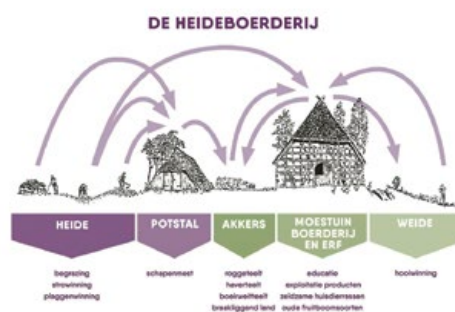 DE HEIDEBOERDERIJ
HEIDE
POTSTAL
AKKERS
MOESTUIN
BOERDERIJ
EN ERF
WEIDE
begrazing
strowinning
plaggenwinning
schapenmest
roggeteelt
haverteelt
boekweitteelt
braakliggend land
educatie
exploitatie producten
zeldzame huisdierrassen
oude fruitboomsoorten
hooiwinning